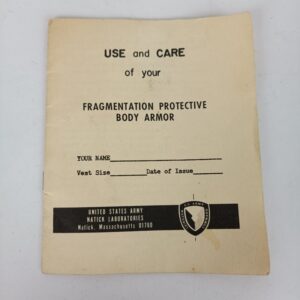 USE and CARE
of your
FRAGMENTATION PROTECTIVE
BODY ARMOR
YOUR NAME
Vest Size Date of Issue
UNITED STATES ARMY
NATICK LABORATORIES
Natick, Massachusetts 01760